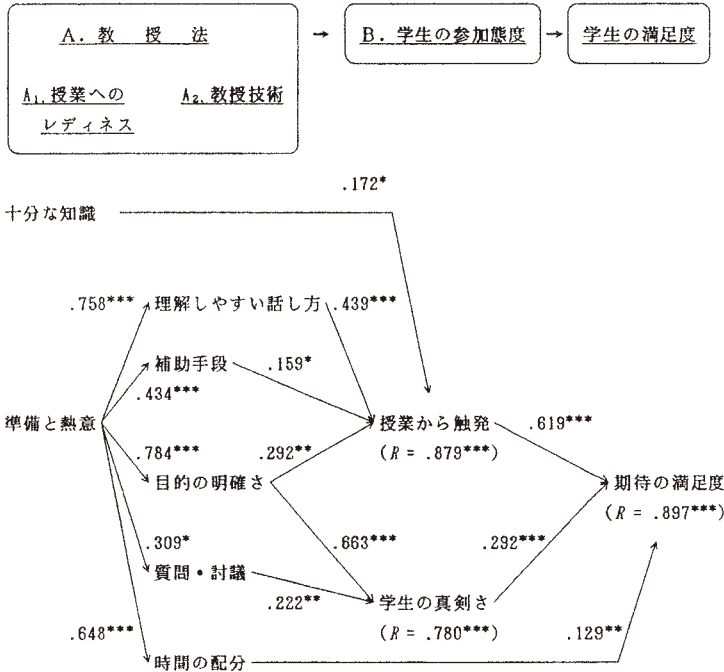 A. 教 授 法 → B. 学生の参加態度 → 学生の満足度
A₁. 授業への A₂. 教授技術
レディネス
.172*
十分な知識
.758*** 理解しやすい話し方 .439***
補助手段 .159*
.434***
準備と熱意 授業から触発 .619***
.784*** .292** (R = .879***)
目的の明確さ 期待の満足度
(R = .897***)
.309* .663*** .292***
質問・討議
.222** 学生の真剣さ
.648*** (R = .780***) .129**
時間の配分